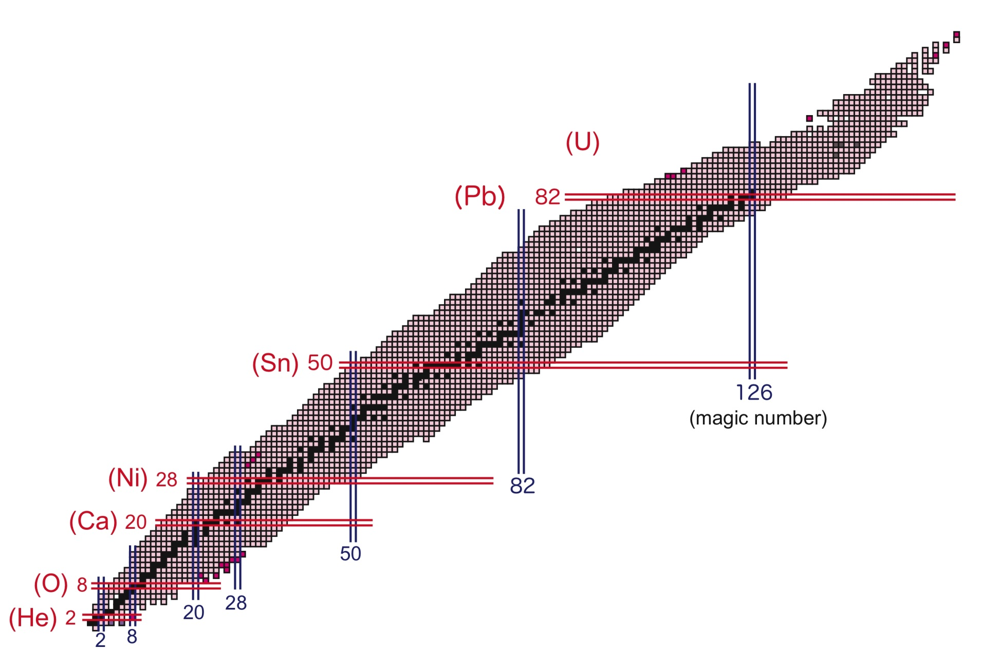 (U)
(Pb) 82
(Sn) 50
126
(magic number)
(Ni) 28
82
(Ca) 20
50
(O) 8
28
20
(He) 2
8
2